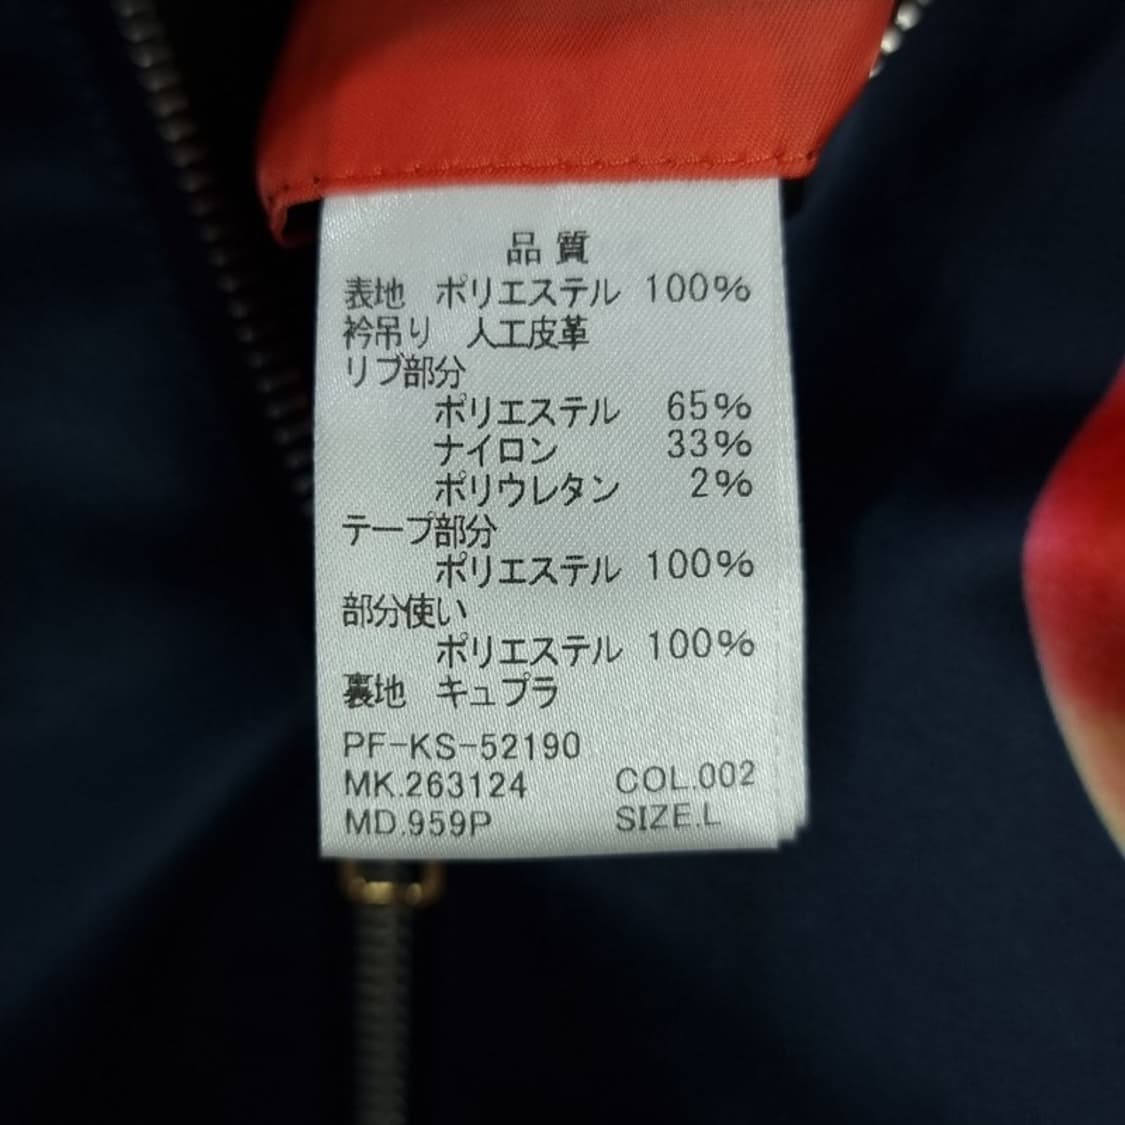 品質
表地 ポリエステル 100%
衿吊り 人工皮革
リブ部分
ポリエステル 65%
ナイロン 33%
ポリウレタン 2%
テープ部分
ポリエステル 100%
部分使い
ポリエステル 100%
裏地 キュプラ
PF-KS-52190
MK.263124 COL.002
MD.959P SIZE.L